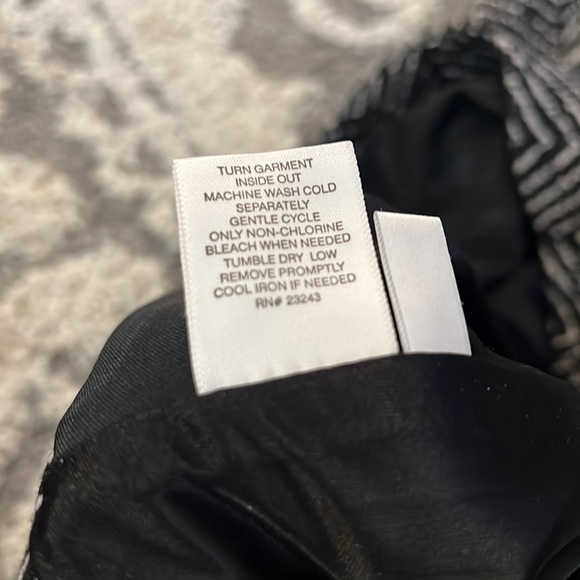 TURN GARMENT
INSIDE OUT
MACHINE WASH COLD
SEPARATELY
GENTLE CYCLE
ONLY NON-CHLORINE
BLEACH WHEN NEEDED
TUMBLE DRY LOW
REMOVE PROMPTLY
COOL IRON IF NEEDED
RN# 23243